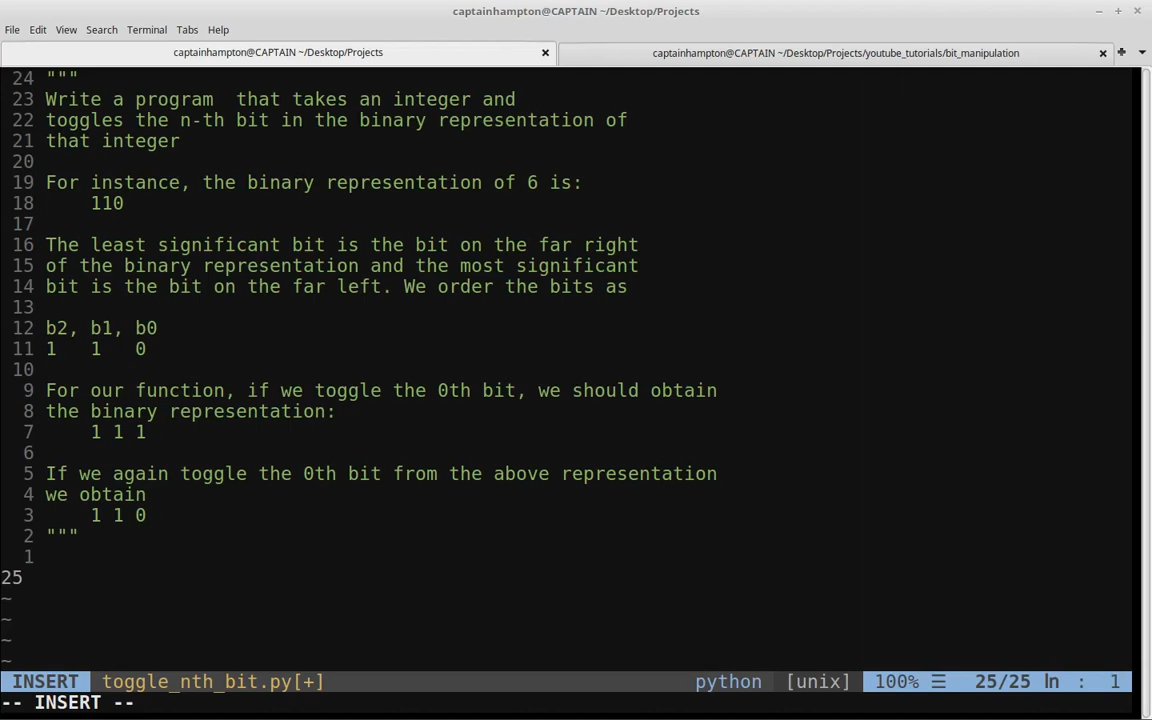 captainhampton@CAPTAIN ~/Desktop/Projects
File Edit View Search Terminal Tabs Help
captainhampton@CAPTAIN ~/Desktop/Projects captainhampton@CAPTAIN ~/Desktop/Projects/youtube_tutorials/bit_manipulation
24 """
23 Write a program  that takes an integer and
22 toggles the n-th bit in the binary representation of
21 that integer
20
19 For instance, the binary representation of 6 is:
18     110
17
16 The least significant bit is the bit on the far right
15 of the binary representation and the most significant
14 bit is the bit on the far left. We order the bits as
13
12 b2, b1, b0
11 1   1   0
10
9 For our function, if we toggle the 0th bit, we should obtain
8 the binary representation:
7     1 1 1
6
5 If we again toggle the 0th bit from the above representation
4 we obtain
3     1 1 0
2 """
1
25
~
~
~
~
INSERT toggle_nth_bit.py[+] python [unix] 100% ☰ 25/25 ln : 1
-- INSERT --